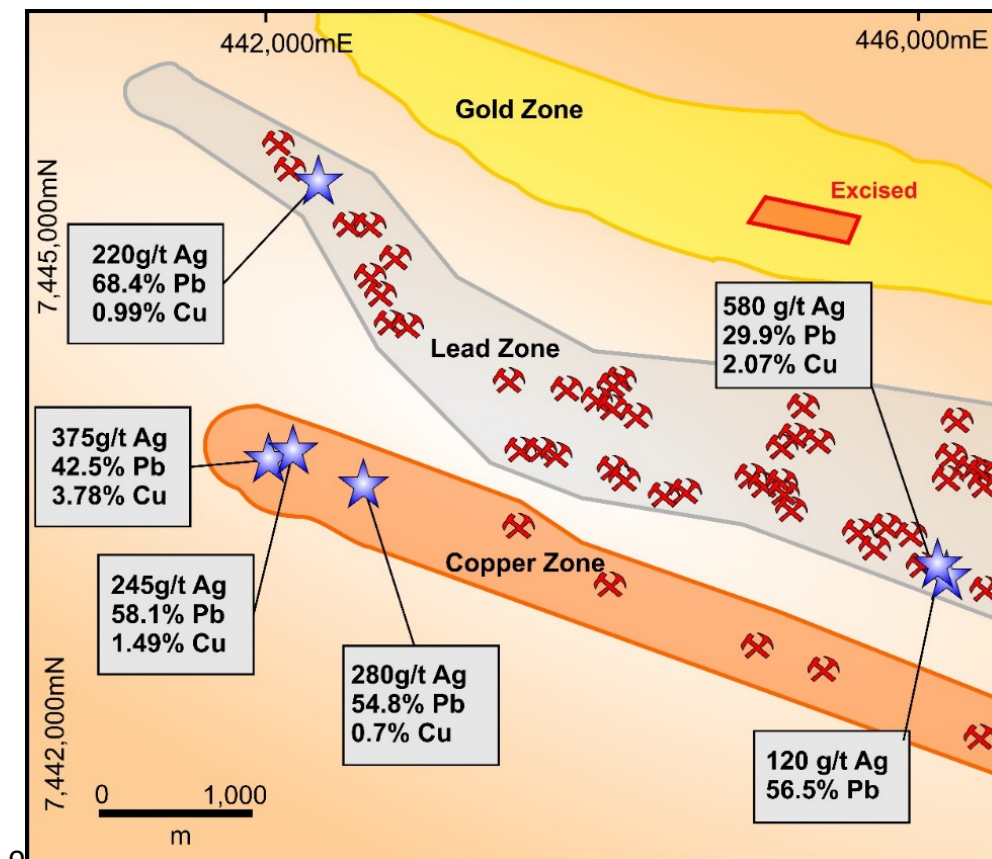 442,000mE
446,000mE
Gold Zone
Excised
7,445,000mN
220g/t Ag
68.4% Pb
0.99% Cu
580 g/t Ag
29.9% Pb
2.07% Cu
Lead Zone
375g/t Ag
42.5% Pb
3.78% Cu
Copper Zone
245g/t Ag
58.1% Pb
1.49% Cu
280g/t Ag
54.8% Pb
0.7% Cu
7,442,000mN
120 g/t Ag
56.5% Pb
0 1,000
m
o